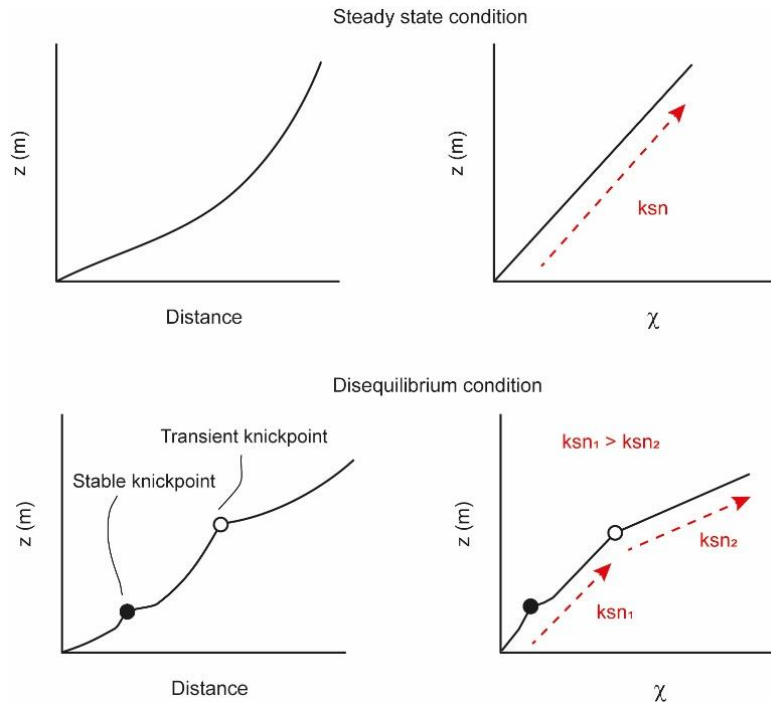 Steady state condition
z (m)
Distance
z (m)
ksn
χ
Disequilibrium condition
Transient knickpoint
Stable knickpoint
z (m)
Distance
ksn₁ > ksn₂
z (m)
ksn₂
ksn₁
χ